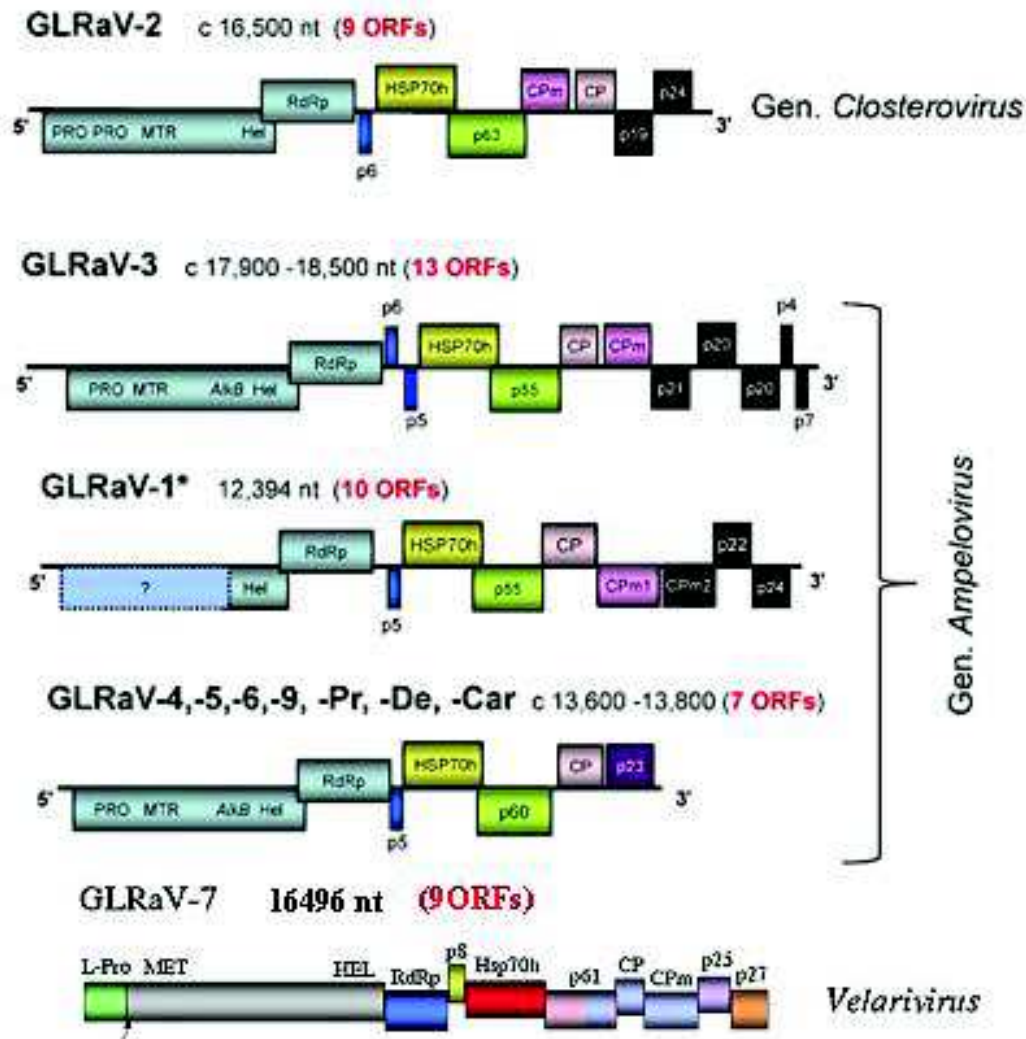 GLRaV-2 c 16,500 nt (9 ORFs)
HSP70h CPm CP p24
RdRp
5' 3' Gen. Closterovirus
PRO PRO MTR Hel p63 p19
p6
GLRaV-3 c 17,900 -18,500 nt (13 ORFs)
p6 p4
HSP70h CP CPm p20
RdRp
5' 3'
PRO MTR AlkB Hel p55 p21 p20
p5 p7
GLRaV-1* 12,394 nt (10 ORFs)
HSP70h CP p22
RdRp
5' 3'
? Hel p55 CPm1 CPm2 p24
p5
Gen. Ampelovirus
GLRaV-4,-5,-6,-9, -Pr, -De, -Car c 13,600 -13,800 (7 ORFs)
HSP70h CP p23
RdRp
5' 3'
PRO MTR AlkB Hel p60
p5
GLRaV-7 16496 nt (9ORFs)
L-Pro MET HEL RdRp p8 Hsp70h p61 CP CPm p25 p27
Velarivirus